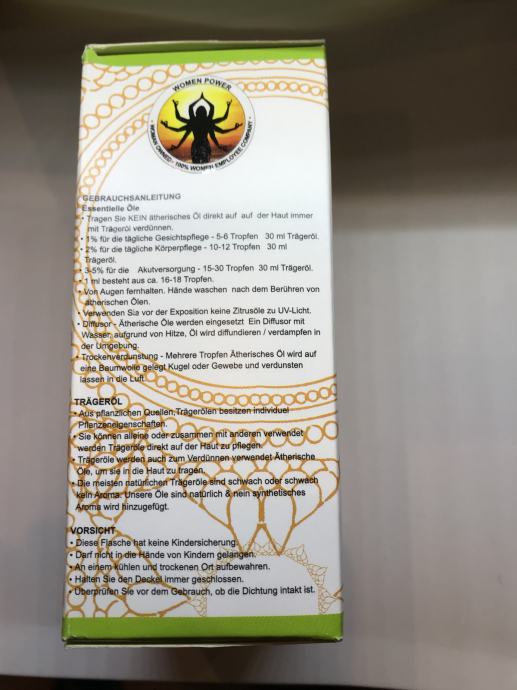 WOMEN POWER
• WOMAN OWNED • 100% WOMEN EMPLOYEE COMPANY •
GEBRAUCHSANLEITUNG
Essentielle Öle
• Tragen Sie KEIN ätherisches Öl direkt auf auf der Haut immer
mit Trägeröl verdünnen.
• 1% für die tägliche Gesichtspflege - 5-6 Tropfen 30 ml Trägeröl.
• 2% für die tägliche Körperpflege - 10-12 Tropfen 30 ml
Trägeröl.
• 3-5% für die Akutversorgung - 15-30 Tropfen 30 ml Trägeröl.
• 1 ml besteht aus ca. 16-18 Tropfen.
• Von Augen fernhalten. Hände waschen nach dem Berühren von
ätherischen Ölen.
• Verwenden Sia vor der Exposition keine Zitrusöle zu UV-Licht.
• Diffusor - Ätherische Öle werden eingesetzt Ein Diffusor mit
Wasser, aufgrund von Hitze, Öl wird diffundieren / verdampfen in
der Umgebung.
• Trockenverdunstung - Mehrere Tropfen Ätherisches Öl wird auf
eine Baumwolle gelegt Kugel oder Gewebe und verdunsten
lassen in die Luft.
TRÄGERÖL
• Aus pflanzlichen Quellen,Trägerölen besitzen individuel
Pflanzeneigenschaften.
• Sie können alleine oder zusammen mit anderen verwendet
werden Trägeröle direkt auf der Haut zu pflegen.
• Trägeröle werden auch zum Verdünnen verwendet Ätherische
Öle, um sie in die Haut zu tragen.
• Die meisten natürlichen Trägeröle sind schwach oder schwach
kein Aroma. Unsere Öle sind natürlich & nein synthetisches
Aroma wird hinzugefügt.
VORSICHT
• Diese Flasche hat keine Kindersicherung.
• Darf nicht in die Hände von Kindern gelangen.
• An einem kühlen und trockenen Ort aufbewahren.
• Halten Sie den Deckel immer geschlossen.
• Überprüfen Sie vor dem Gebrauch, ob die Dichtung intakt ist.